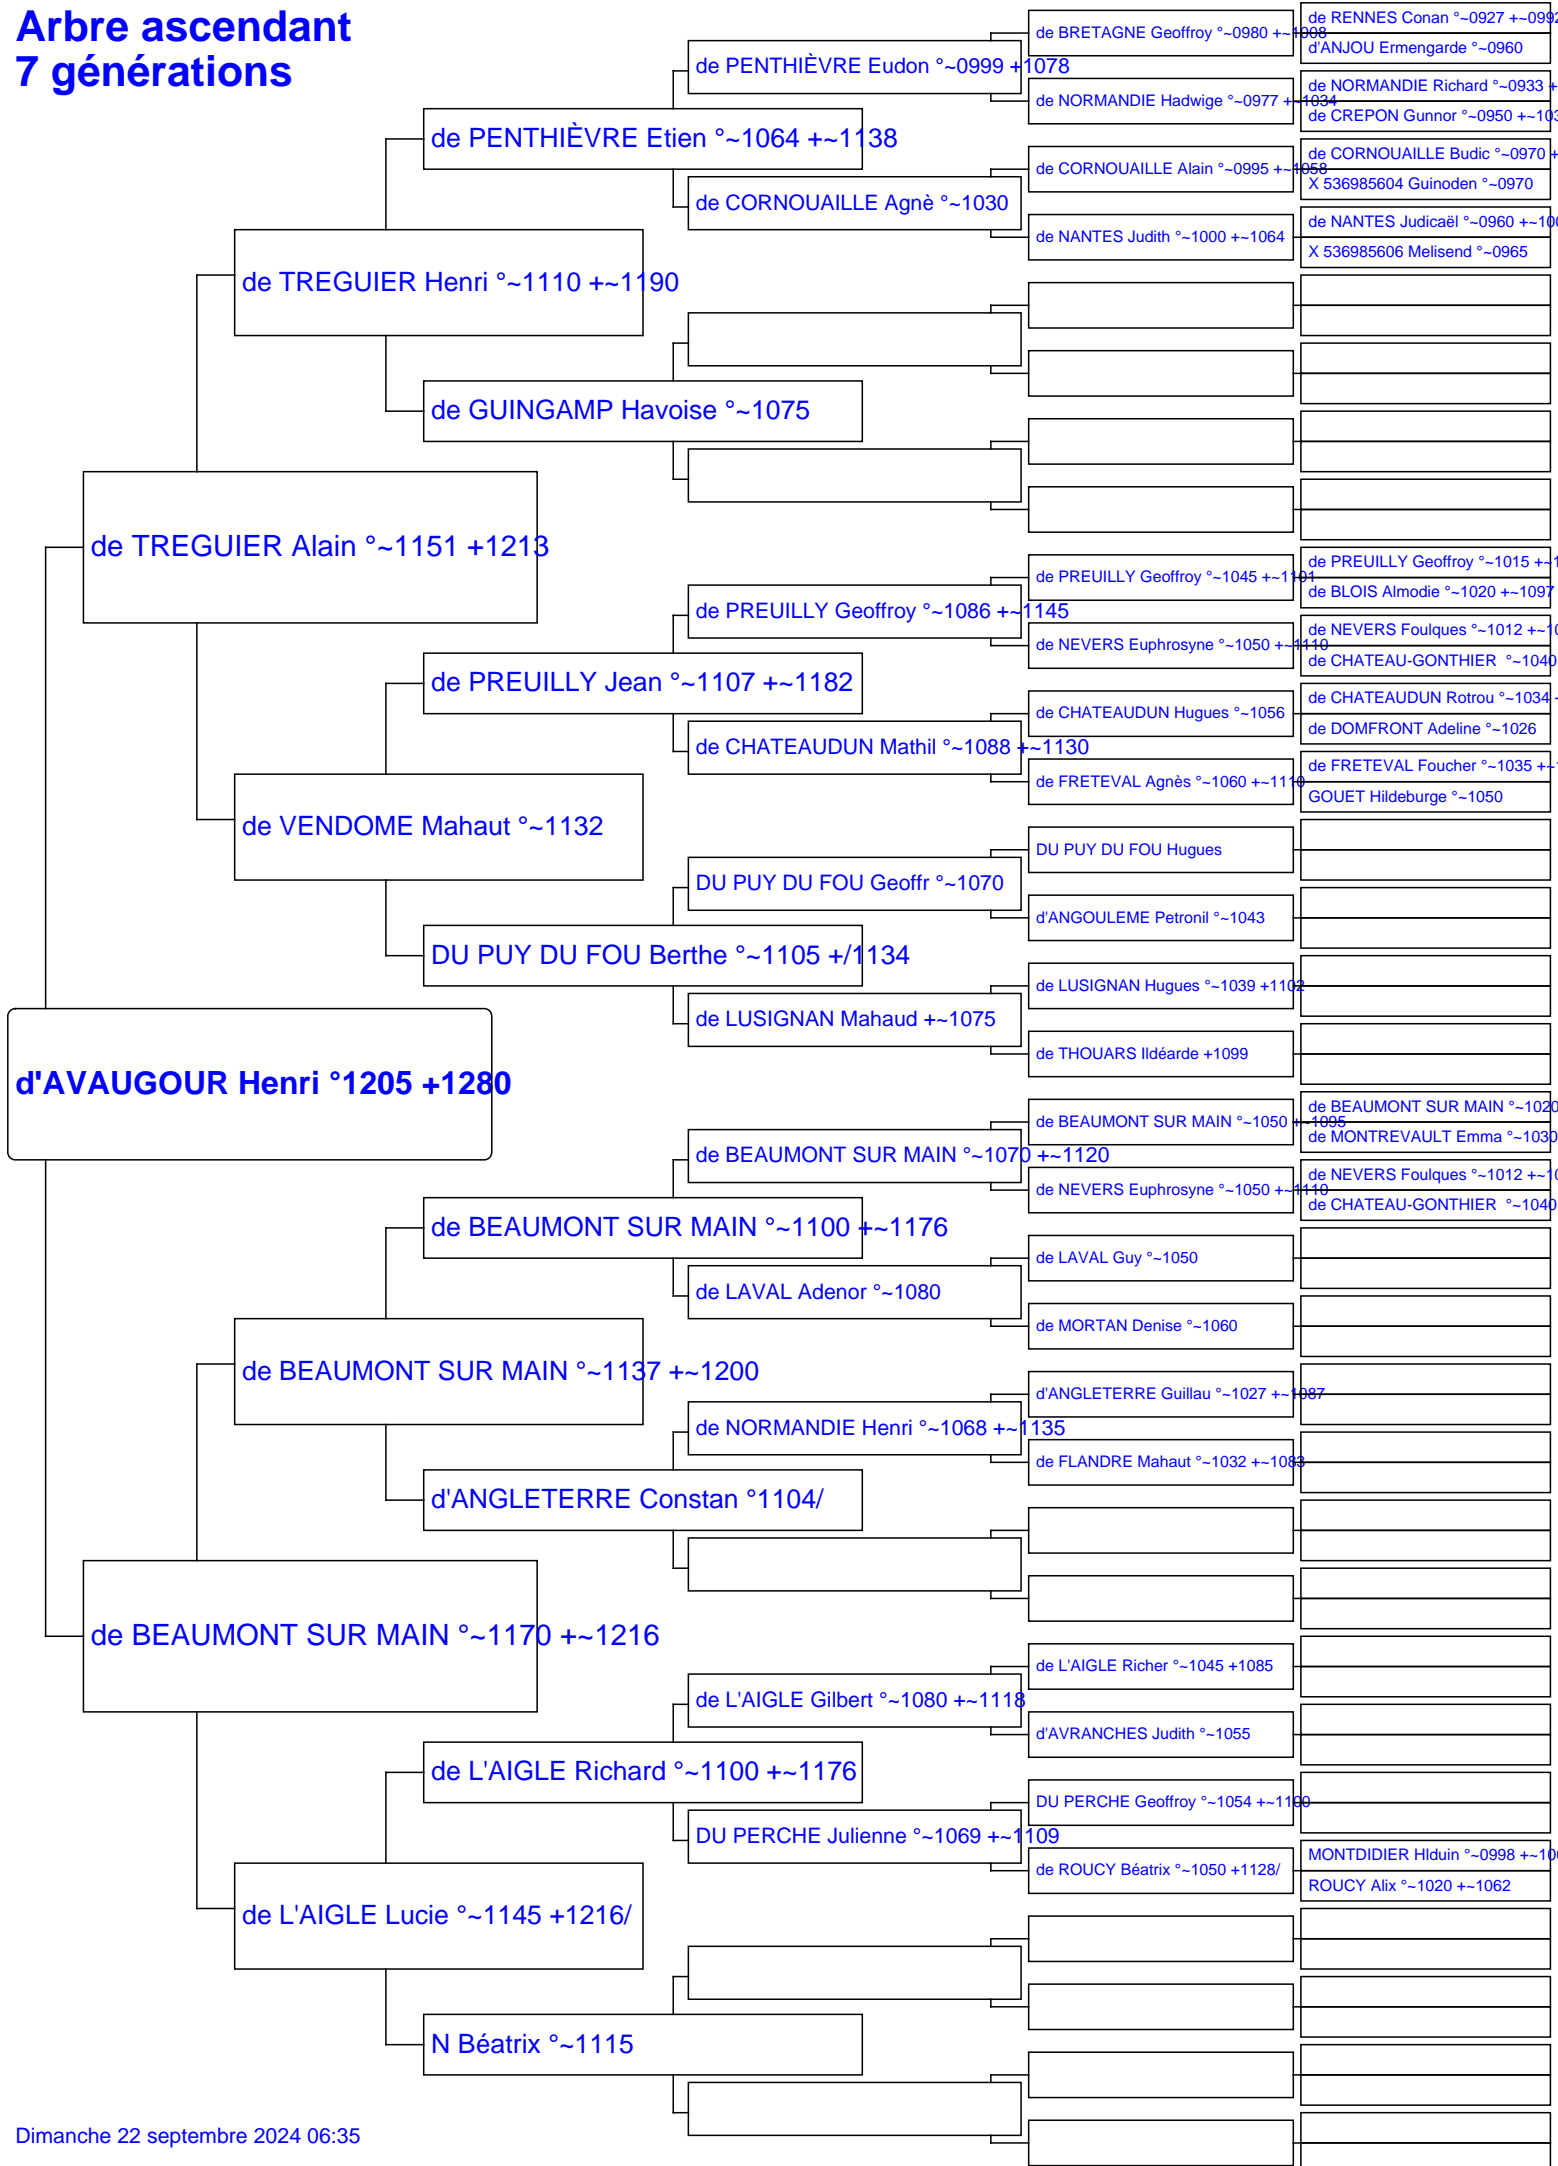 Arbre ascendant
7 générations
de RENNES Conan °~0927 +~0992
de BRETAGNE Geoffroy °~0980 +~1008
d'ANJOU Ermengarde °~0960
de PENTHIÈVRE Eudon °~0999 +1078
de NORMANDIE Richard °~0933 +
de NORMANDIE Hadwige °~0977 +~1034
de CREPON Gunnor °~0950 +~103
de PENTHIÈVRE Etien °~1064 +~1138
de CORNOUAILLE Budic °~0970 +
de CORNOUAILLE Alain °~0995 +~1058
X 536985604 Guinoden °~0970
de CORNOUAILLE Agnè °~1030
de NANTES Judicaël °~0960 +~100
de NANTES Judith °~1000 +~1064
X 536985606 Melisend °~0965
de TREGUIER Henri °~1110 +~1190
de GUINGAMP Havoise °~1075
de TREGUIER Alain °~1151 +1213
de PREUILLY Geoffroy °~1015 +~1
de PREUILLY Geoffroy °~1045 +~1101
de BLOIS Almodie °~1020 +~1097
de PREUILLY Geoffroy °~1086 +~1145
de NEVERS Foulques °~1012 +~10
de NEVERS Euphrosyne °~1050 +~1110
de CHATEAU-GONTHIER °~1040
de PREUILLY Jean °~1107 +~1182
de CHATEAUDUN Rotrou °~1034 +
de CHATEAUDUN Hugues °~1056
de DOMFRONT Adeline °~1026
de CHATEAUDUN Mathil °~1088 +~1130
de FRETEVAL Foucher °~1035 +~1
de FRETEVAL Agnès °~1060 +~1110
GOUET Hildeburge °~1050
de VENDOME Mahaut °~1132
DU PUY DU FOU Hugues
DU PUY DU FOU Geoffr °~1070
d'ANGOULEME Petronil °~1043
DU PUY DU FOU Berthe °~1105 +/1134
de LUSIGNAN Hugues °~1039 +1102
de LUSIGNAN Mahaud +~1075
de THOUARS Ildéarde +1099
d'AVAUGOUR Henri °1205 +1280
de BEAUMONT SUR MAIN °~1020
de BEAUMONT SUR MAIN °~1050 +~1095
de MONTREVAULT Emma °~1030
de BEAUMONT SUR MAIN °~1070 +~1120
de NEVERS Foulques °~1012 +~10
de NEVERS Euphrosyne °~1050 +~1110
de CHATEAU-GONTHIER °~1040
de BEAUMONT SUR MAIN °~1100 +~1176
de LAVAL Guy °~1050
de LAVAL Adenor °~1080
de MORTAN Denise °~1060
de BEAUMONT SUR MAIN °~1137 +~1200
d'ANGLETERRE Guillau °~1027 +~1087
de NORMANDIE Henri °~1068 +~1135
de FLANDRE Mahaut °~1032 +~1083
d'ANGLETERRE Constan °1104/
de BEAUMONT SUR MAIN °~1170 +~1216
de L'AIGLE Richer °~1045 +1085
de L'AIGLE Gilbert °~1080 +~1118
d'AVRANCHES Judith °~1055
de L'AIGLE Richard °~1100 +~1176
DU PERCHE Geoffroy °~1054 +~1100
DU PERCHE Julienne °~1069 +~1109
MONTDIDIER HIduin °~0998 +~106
de ROUCY Béatrix °~1050 +1128/
ROUCY Alix °~1020 +~1062
de L'AIGLE Lucie °~1145 +1216/
N Béatrix °~1115
Dimanche 22 septembre 2024 06:35